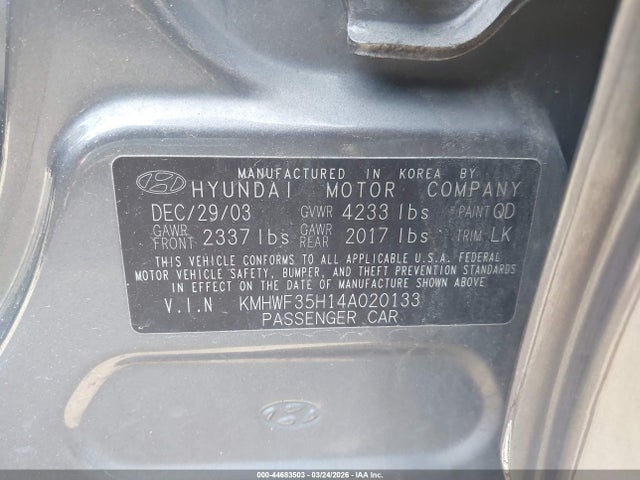 MANUFACTURED IN KOREA BY
HYUNDAI MOTOR COMPANY
DEC/29/03 GVWR 4233 lbs PAINT QD
GAWR FRONT 2337 lbs GAWR REAR 2017 lbs TRIM LK
THIS VEHICLE CONFORMS TO ALL APPLICABLE U.S.A. FEDERAL
MOTOR VEHICLE SAFETY, BUMPER, AND THEFT PREVENTION STANDARDS
IN EFFECT ON THE DATE OF MANUFACTURE SHOWN ABOVE
V.I.N KMHWF35H14A020133
PASSENGER CAR
000-44683503 - 03/24/2026 - IAA Inc.